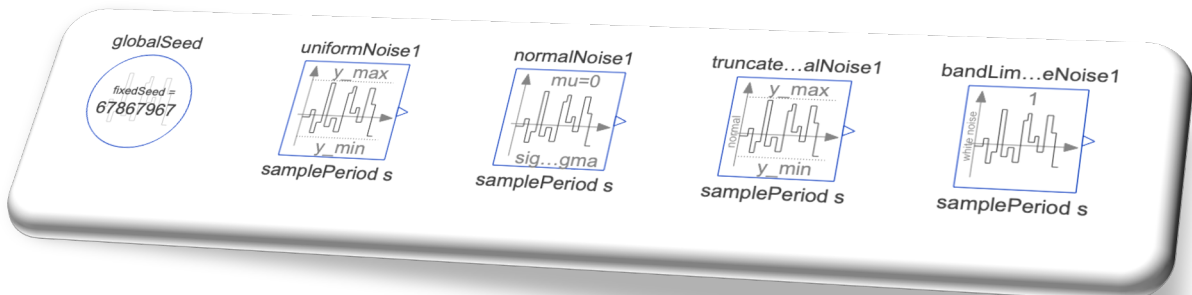 globalSeed
fixedSeed =
67867967
uniformNoise1
y_max
y_min
samplePeriod s
normalNoise1
mu=0
sig...gma
samplePeriod s
truncate...alNoise1
y_max
normal
y_min
samplePeriod s
bandLim...eNoise1
1
white noise
samplePeriod s